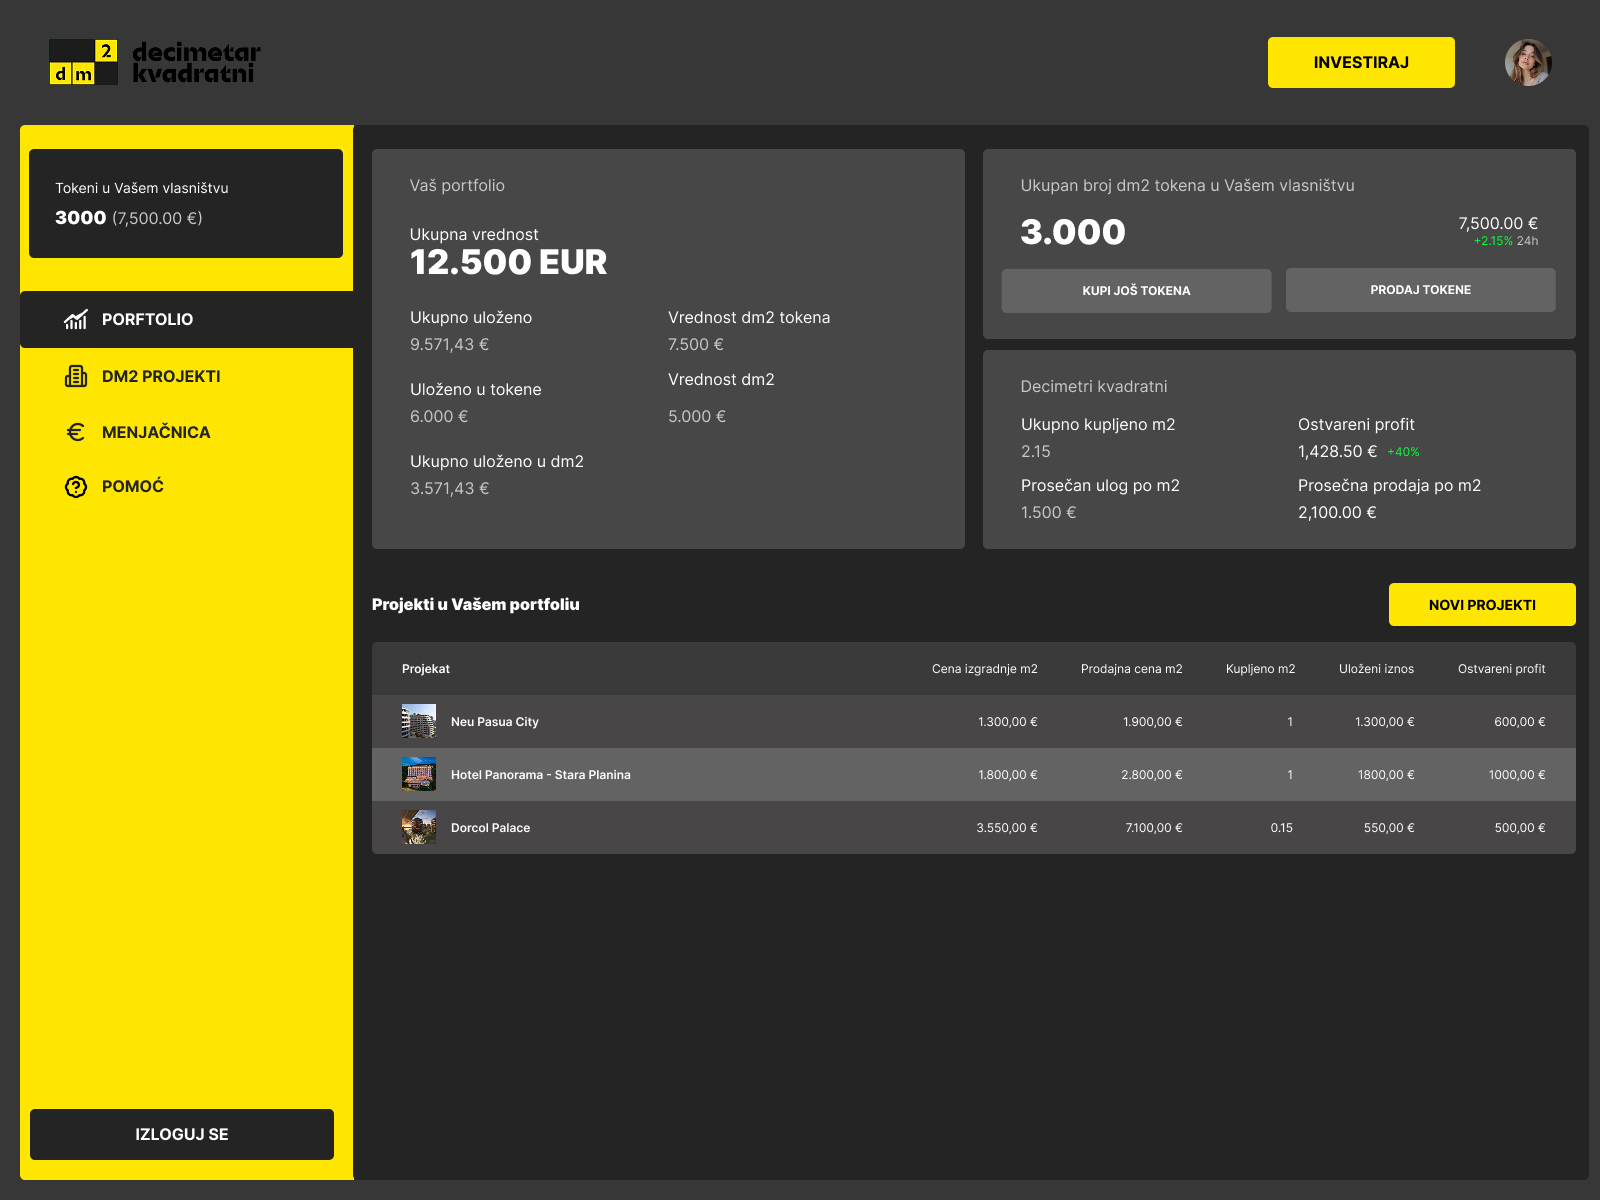 2
dm
decimetar
kvadratni
INVESTIRAJ
Tokeni u Vašem vlasništvu
3000 (7,500.00 €)
PORFTOLIO
DM2 PROJEKTI
MENJAČNICA
POMOĆ
IZLOGUJ SE
Vaš portfolio
Ukupna vrednost
12.500 EUR
Ukupno uloženo
9.571,43 €
Vrednost dm2 tokena
7.500 €
Uloženo u tokene
6.000 €
Vrednost dm2
5.000 €
Ukupno uloženo u dm2
3.571,43 €
Ukupan broj dm2 tokena u Vašem vlasništvu
3.000
7,500.00 €
+2.15% 24h
KUPI JOŠ TOKENA
PRODAJ TOKENE
Decimetri kvadratni
Ukupno kupljeno m2
2.15
Ostvareni profit
1,428.50 € +40%
Prosečan ulog po m2
1.500 €
Prosečna prodaja po m2
2,100.00 €
Projekti u Vašem portfoliu
NOVI PROJEKTI
Projekat Cena izgradnje m2 Prodajna cena m2 Kupljeno m2 Uloženi iznos Ostvareni profit
Neu Pasua City 1.300,00 € 1.900,00 € 1 1.300,00 € 600,00 €
Hotel Panorama - Stara Planina 1.800,00 € 2.800,00 € 1 1800,00 € 1000,00 €
Dorcol Palace 3.550,00 € 7.100,00 € 0.15 550,00 € 500,00 €